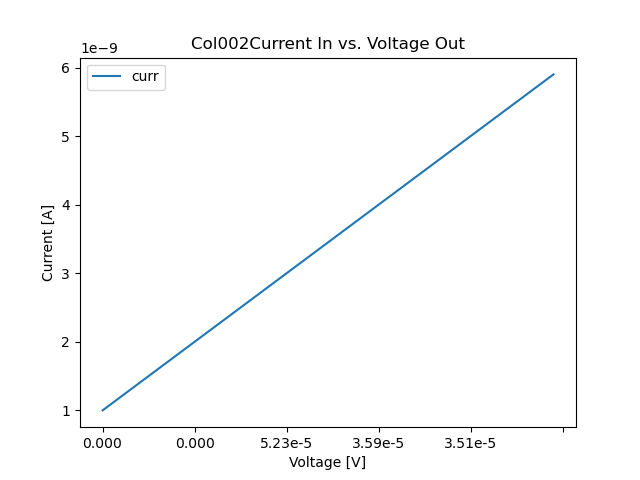 Col002Current In vs. Voltage Out
1e−9
curr
6
5
4
3
2
1
Current [A]
0.000 0.000 5.23e-5 3.59e-5 3.51e-5
Voltage [V]